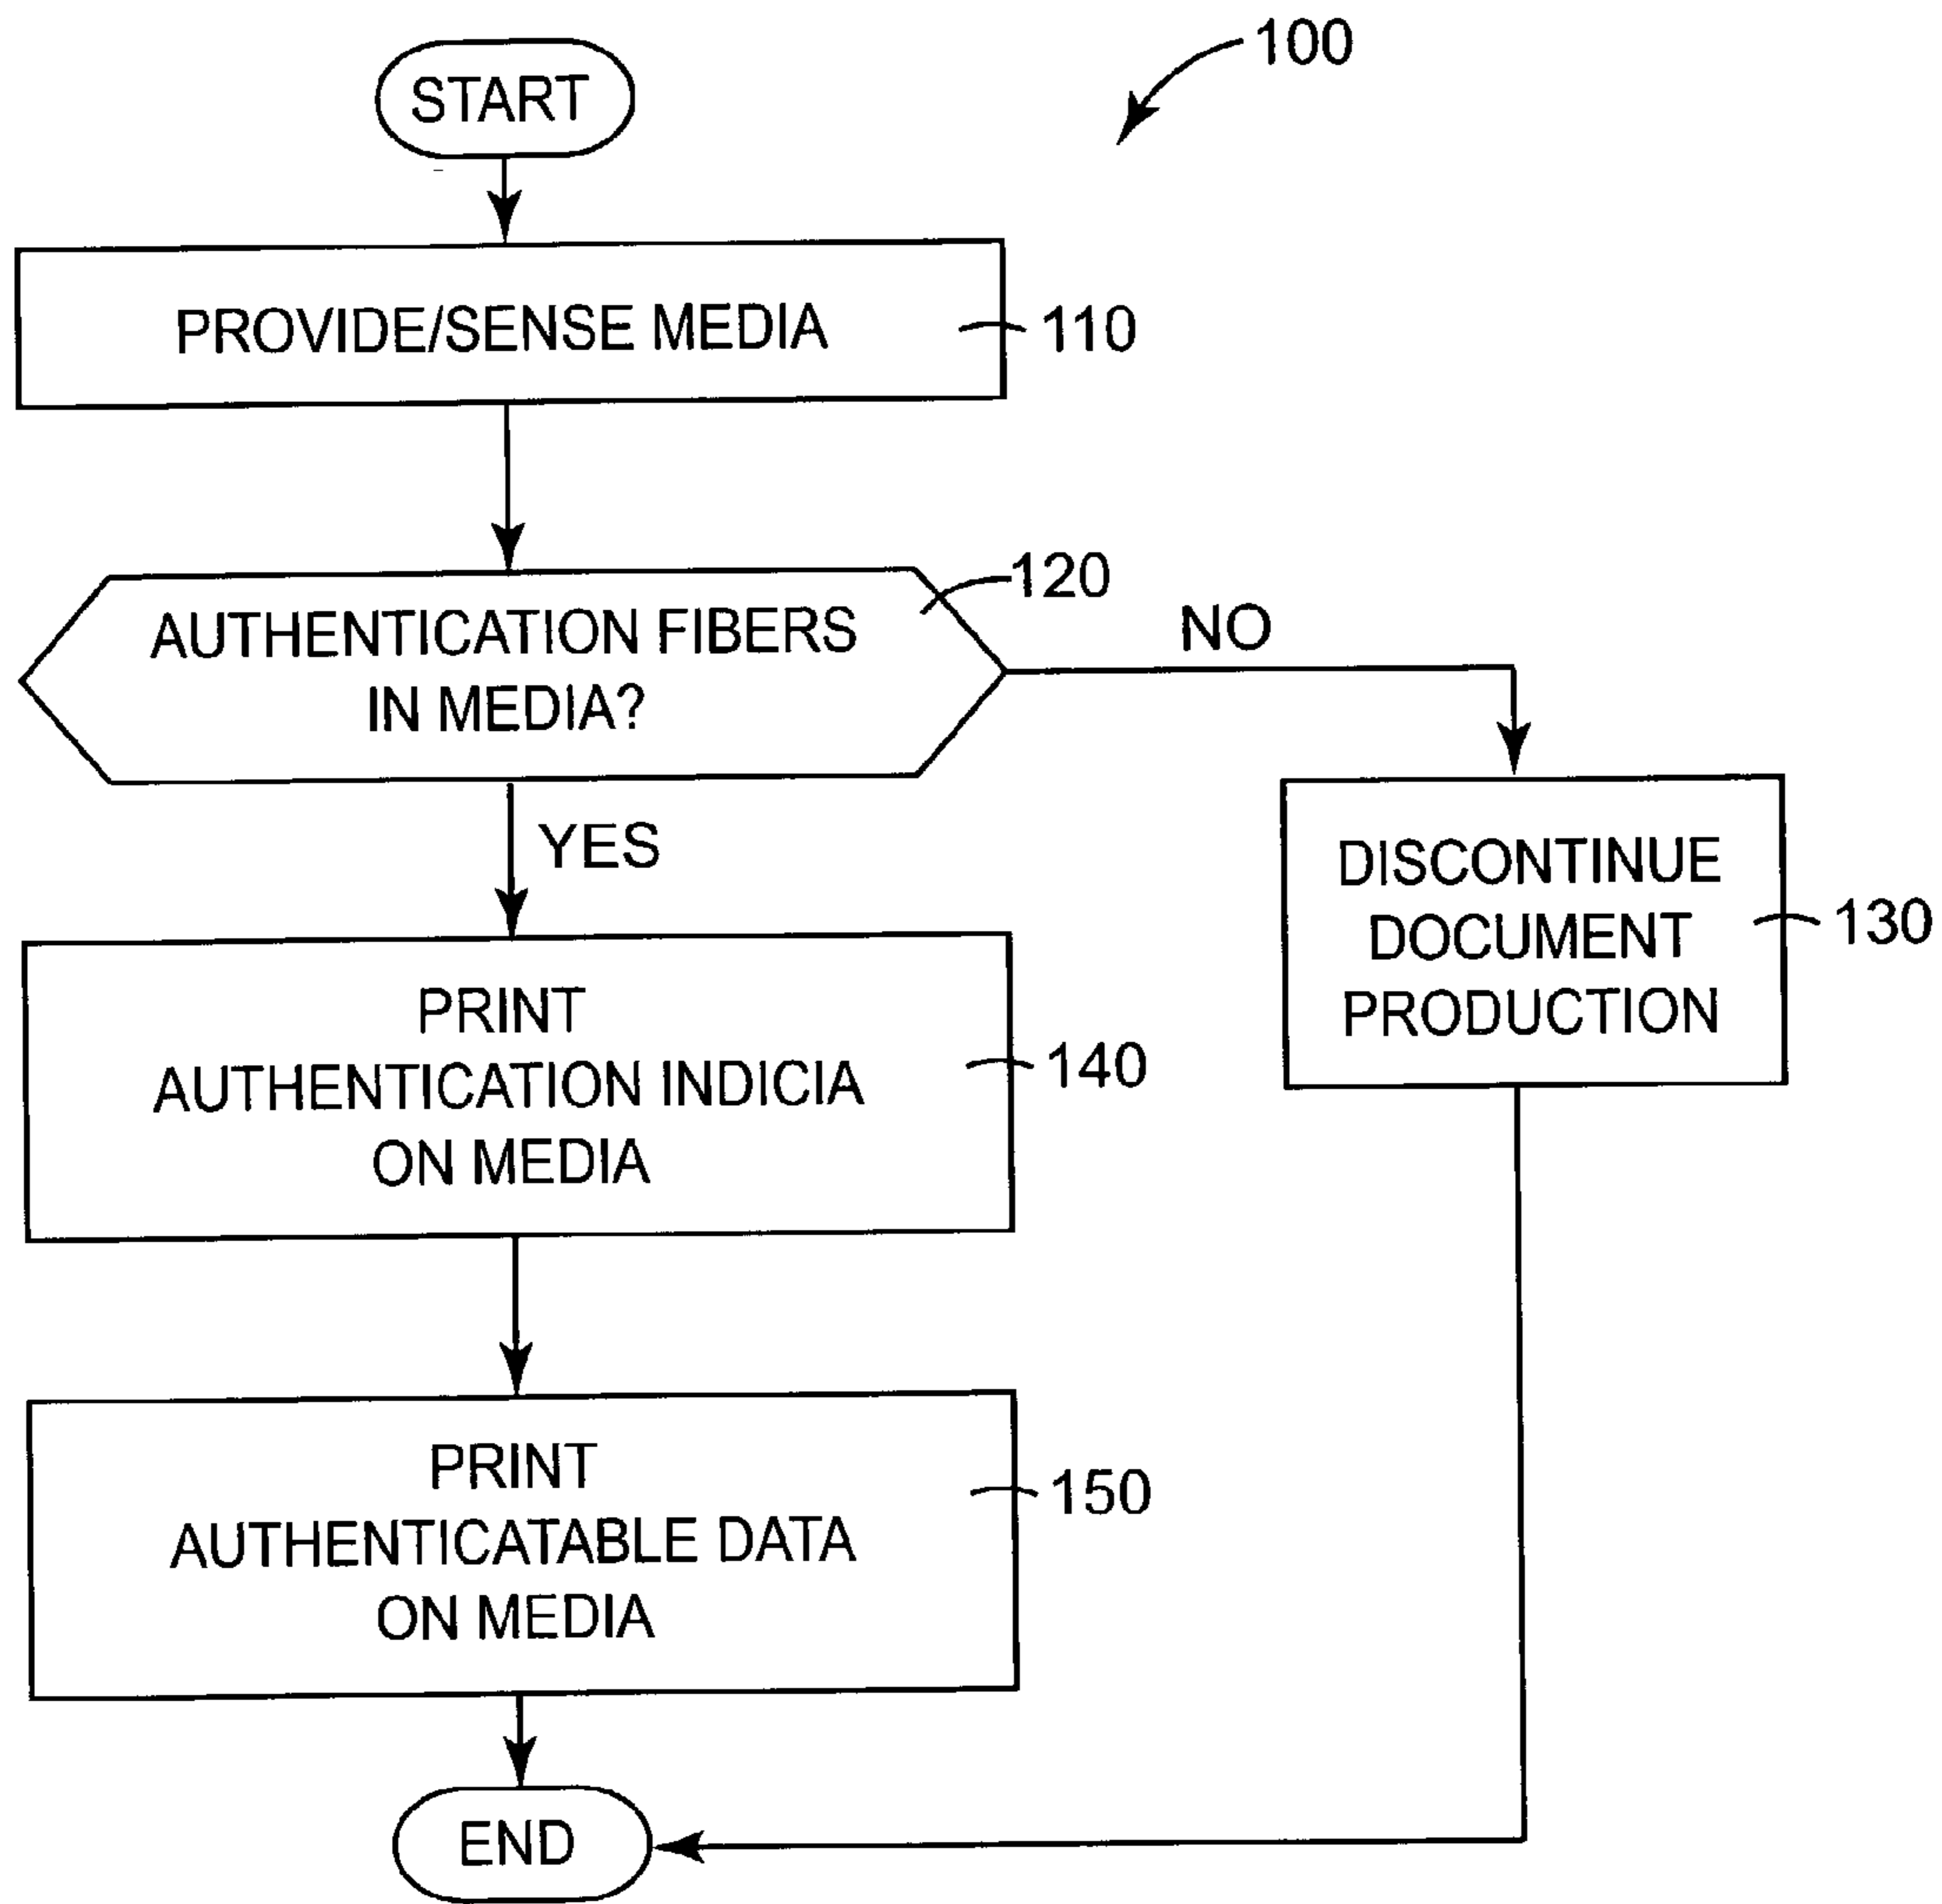 100
START
PROVIDE/SENSE MEDIA
110
AUTHENTICATION FIBERS
IN MEDIA?
120
NO
YES
DISCONTINUE
DOCUMENT
PRODUCTION
130
PRINT
AUTHENTICATION INDICIA
ON MEDIA
140
PRINT
AUTHENTICATABLE DATA
ON MEDIA
150
END